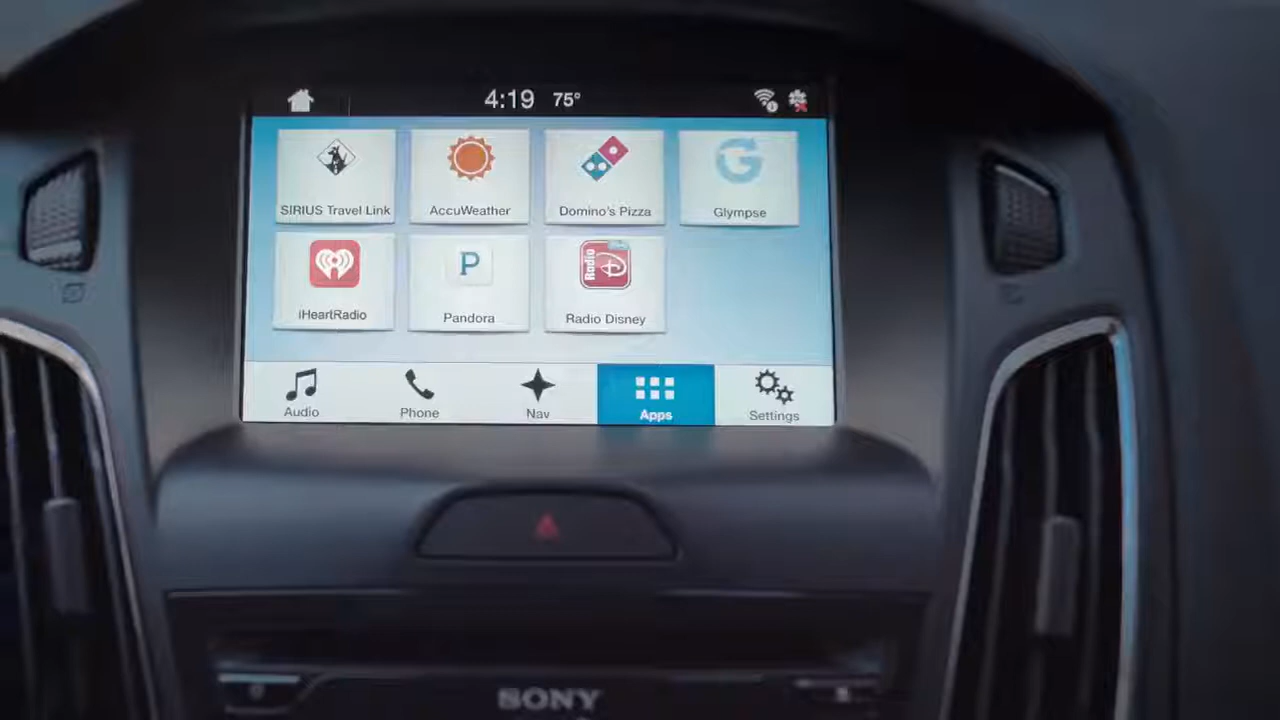 4:19 75°
SIRIUS Travel Link AccuWeather Domino's Pizza Glympse
P
Radio
iHeartRadio Pandora Radio Disney
Audio Phone Nav Apps Settings
SONY